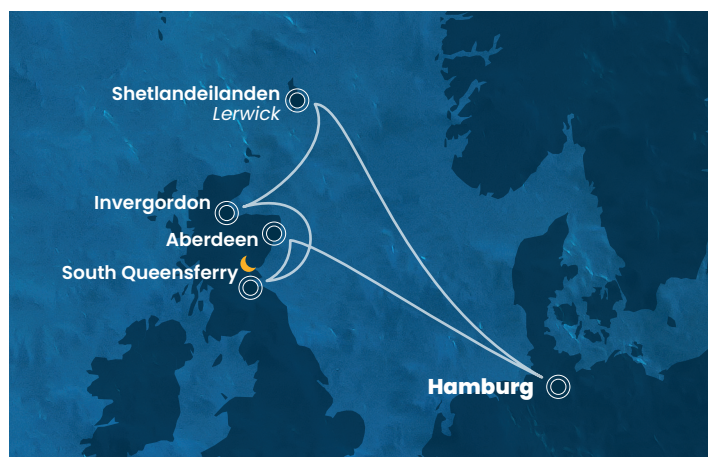 Shetlandeilanden
Lerwick
Invergordon
Aberdeen
South Queensferry
Hamburg